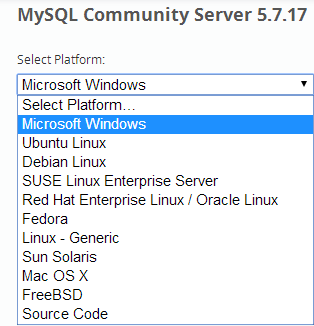 MySQL Community Server 5.7.17
Select Platform:
Microsoft Windows
Select Platform...
Microsoft Windows
Ubuntu Linux
Debian Linux
SUSE Linux Enterprise Server
Red Hat Enterprise Linux / Oracle Linux
Fedora
Linux - Generic
Sun Solaris
Mac OS X
FreeBSD
Source Code